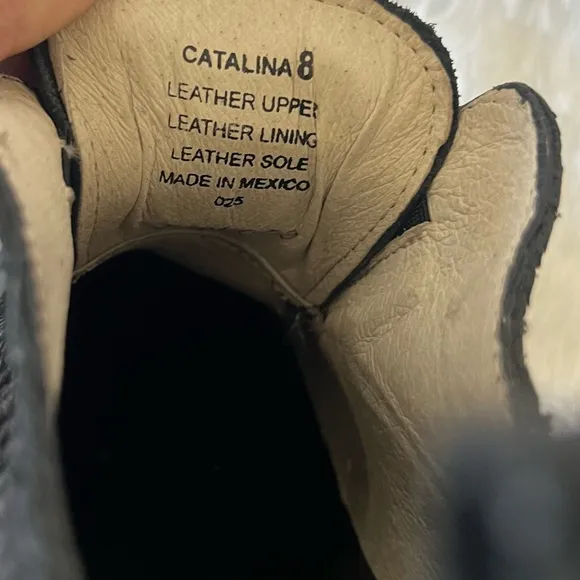 CATALINA 8
LEATHER UPPER
LEATHER LINING
LEATHER SOLE
MADE IN MEXICO
025